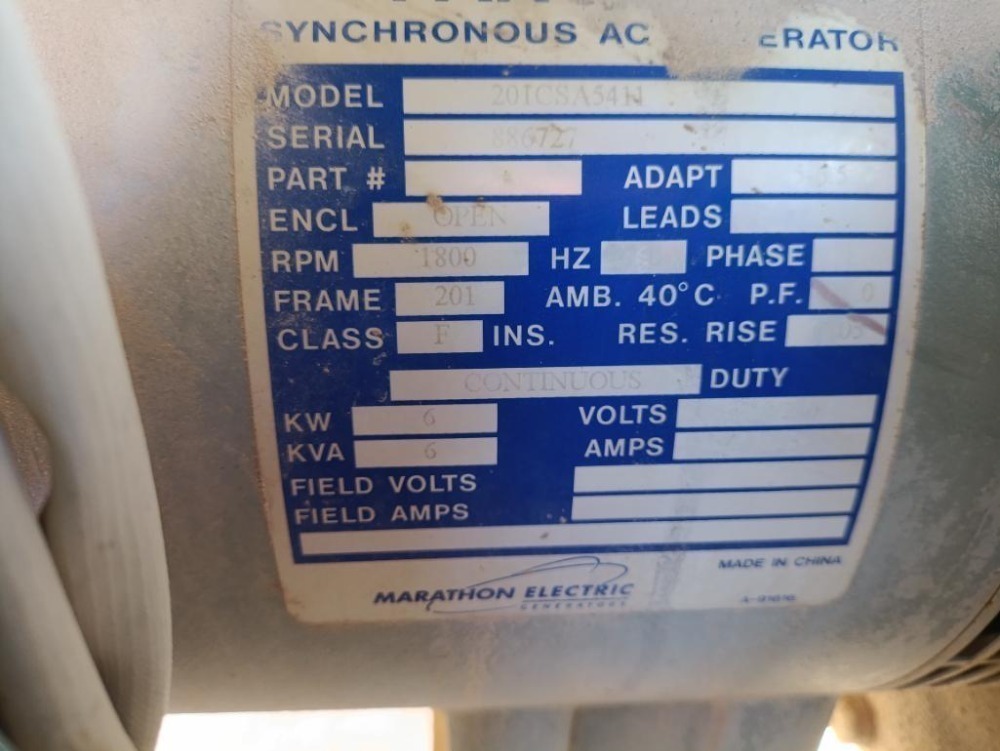 SYNCHRONOUS AC ERATOR
MODEL 201CSA5411
SERIAL 886727
PART # ADAPT
ENCL OPEN LEADS
RPM 1800 HZ PHASE
FRAME 201 AMB. 40°C P.F.
CLASS F INS. RES. RISE
CONTINUOUS DUTY
KW 6 VOLTS
KVA 6 AMPS
FIELD VOLTS
FIELD AMPS
MADE IN CHINA
MARATHON ELECTRIC
GENERATORS